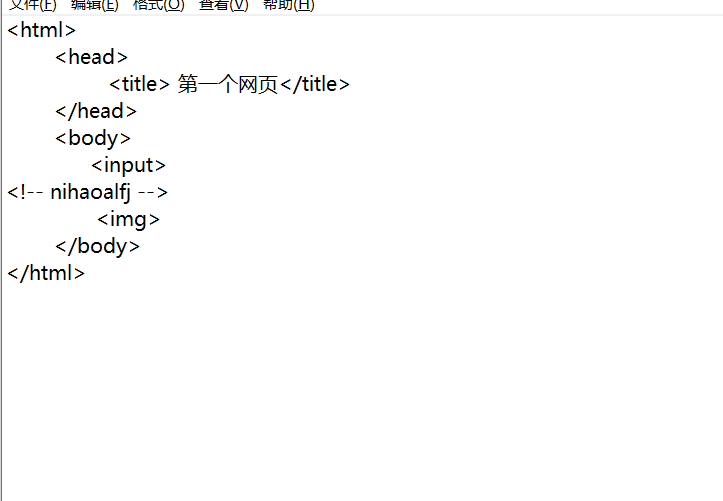 文件(F) 编辑(E) 格式(O) 查看(V) 帮助(H)
<html>
<head>
<title> 第一个网页</title>
</head>
<body>
<input>
<!-- nihaoalfj -->
<img>
</body>
</html>